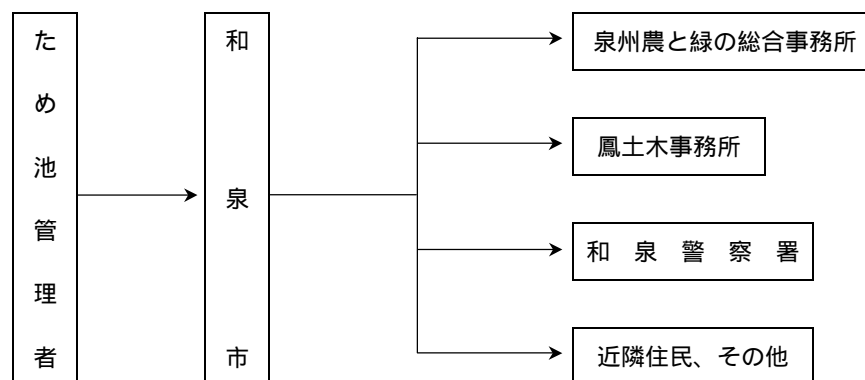 ため池管理者
和泉市
泉州農と緑の総合事務所
鳳土木事務所
和泉警察署
近隣住民、その他